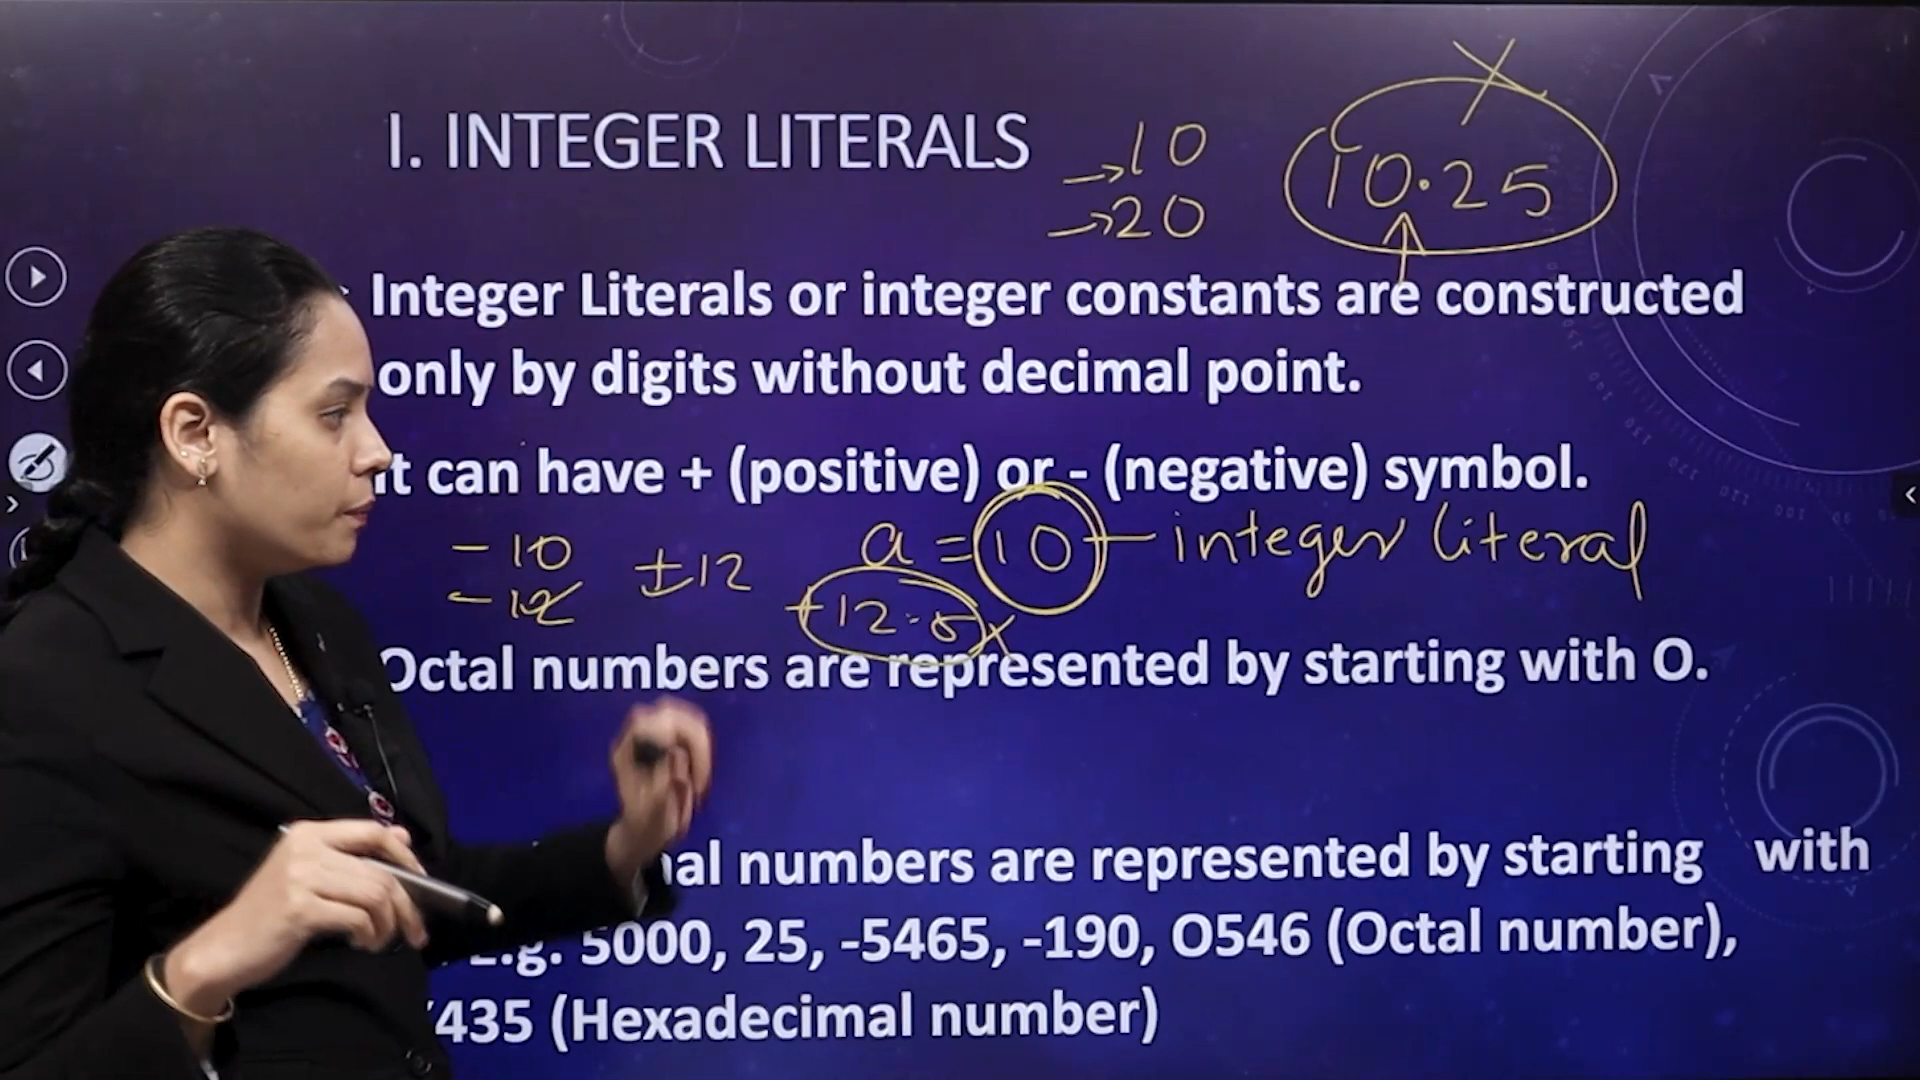 I. INTEGER LITERALS
→10
→20
10.25
Integer Literals or integer constants are constructed
only by digits without decimal point.
It can have + (positive) or - (negative) symbol.
-10
±12
a = 10 — integer literal
-12
+12.5
Octal numbers are represented by starting with O.
numbers are represented by starting with
E.g. 5000, 25, -5465, -190, O546 (Octal number),
435 (Hexadecimal number)